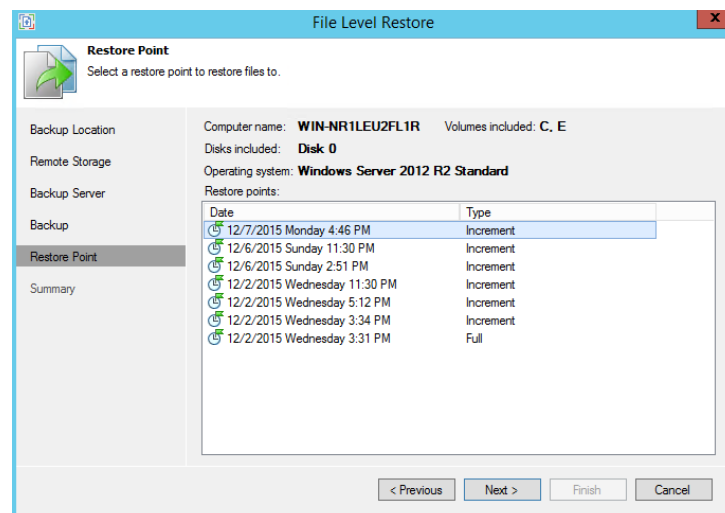 File Level Restore
x
Restore Point
Select a restore point to restore files to.
Backup Location
Remote Storage
Backup Server
Backup
Restore Point
Summary
Computer name: WIN-NR1LEU2FL1R Volumes included: C, E
Disks included: Disk 0
Operating system: Windows Server 2012 R2 Standard
Restore points:
Date Type
12/7/2015 Monday 4:46 PM Increment
12/6/2015 Sunday 11:30 PM Increment
12/6/2015 Sunday 2:51 PM Increment
12/2/2015 Wednesday 11:30 PM Increment
12/2/2015 Wednesday 5:12 PM Increment
12/2/2015 Wednesday 3:34 PM Increment
12/2/2015 Wednesday 3:31 PM Full
< Previous Next > Finish Cancel